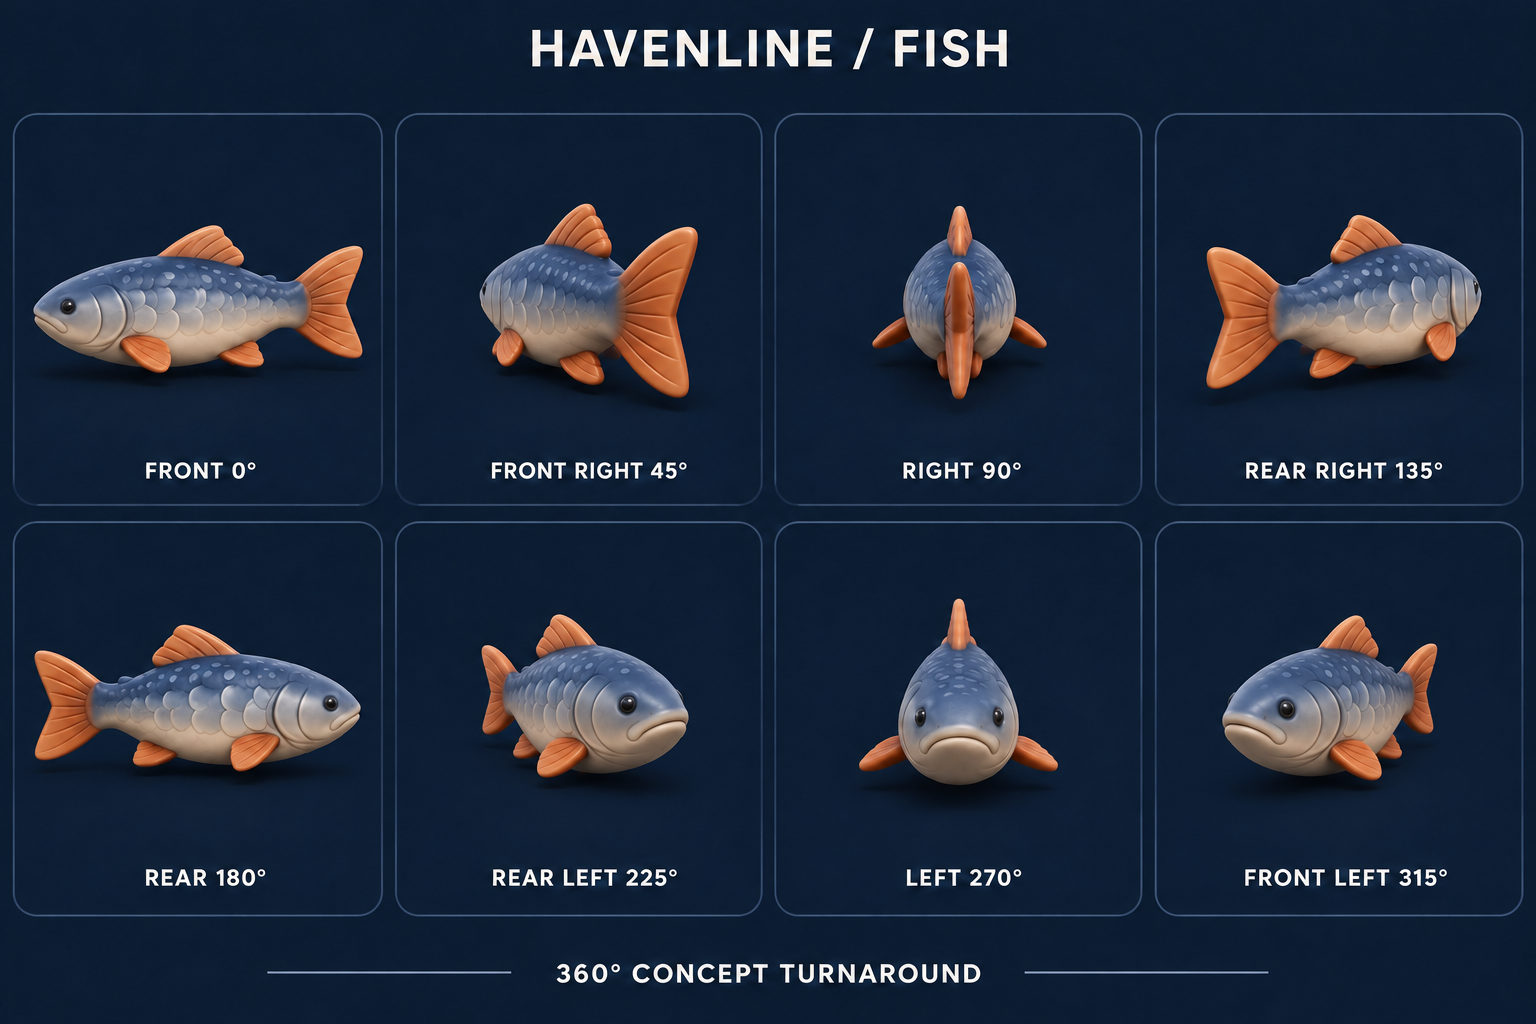 HAVENLINE / FISH
FRONT 0°
FRONT RIGHT 45°
RIGHT 90°
REAR RIGHT 135°
REAR 180°
REAR LEFT 225°
LEFT 270°
FRONT LEFT 315°
360° CONCEPT TURNAROUND